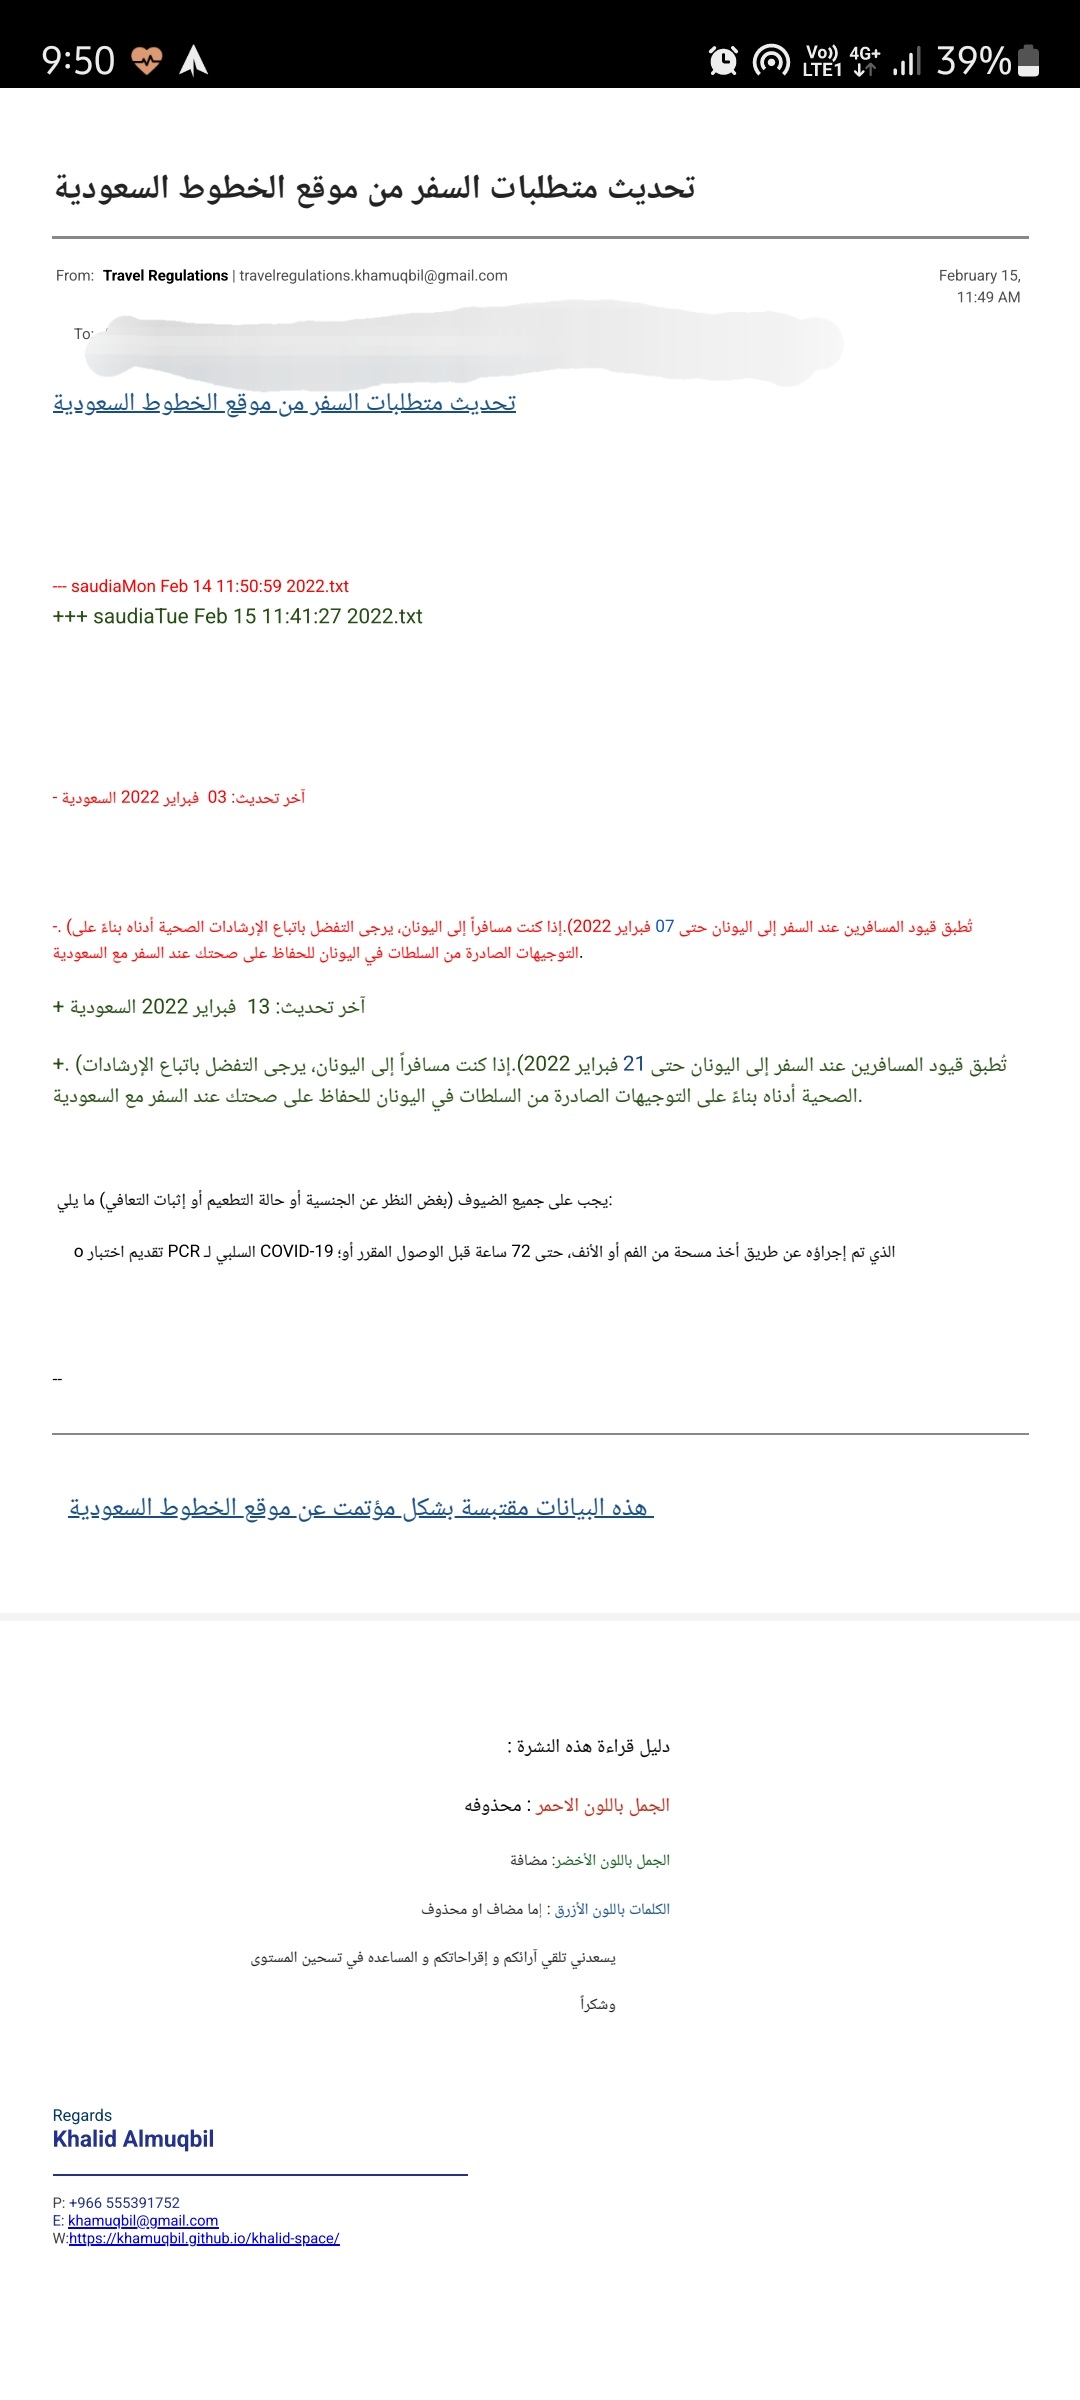 9:50
Vo)) LTE1 4G+ 39%
تحديث متطلبات السفر من موقع الخطوط السعودية
From: Travel Regulations | travelregulations.khamuqbil@gmail.com
February 15,
11:49 AM
To:
تحديث متطلبات السفر من موقع الخطوط السعودية
--- saudiaMon Feb 14 11:50:59 2022.txt
+++ saudiaTue Feb 15 11:41:27 2022.txt
- آخر تحديث: 03 فبراير 2022 السعودية
-. (تُطبق قيود المسافرين عند السفر إلى اليونان حتى 07 فبراير 2022).إذا كنت مسافراً إلى اليونان، يرجى التفضل باتباع الإرشادات الصحية أدناه بناءً على
التوجيهات الصادرة من السلطات في اليونان للحفاظ على صحتك عند السفر مع السعودية.
+ آخر تحديث: 13 فبراير 2022 السعودية
+. (تُطبق قيود المسافرين عند السفر إلى اليونان حتى 21 فبراير 2022).إذا كنت مسافراً إلى اليونان، يرجى التفضل باتباع الإرشادات
الصحية أدناه بناءً على التوجيهات الصادرة من السلطات في اليونان للحفاظ على صحتك عند السفر مع السعودية.
يجب على جميع الضيوف (بغض النظر عن الجنسية أو حالة التطعيم أو إثبات التعافي) ما يلي:
o تقديم اختبار PCR السلبي لـ COVID-19 الذي تم إجراؤه عن طريق أخذ مسحة من الفم أو الأنف، حتى 72 ساعة قبل الوصول المقرر أو؛
--
هذه البيانات مقتبسة بشكل مؤتمت عن موقع الخطوط السعودية
دليل قراءة هذه النشرة :
الجمل باللون الاحمر : محذوفه
الجمل باللون الأخضر: مضافة
الكلمات باللون الأزرق : إما مضاف او محذوف
يسعدني تلقي آرائكم و إقراحاتكم و المساعده في تسحين المستوى
وشكراً
Regards
Khalid Almuqbil
P: +966 555391752
E: khamuqbil@gmail.com
W:https://khamuqbil.github.io/khalid-space/